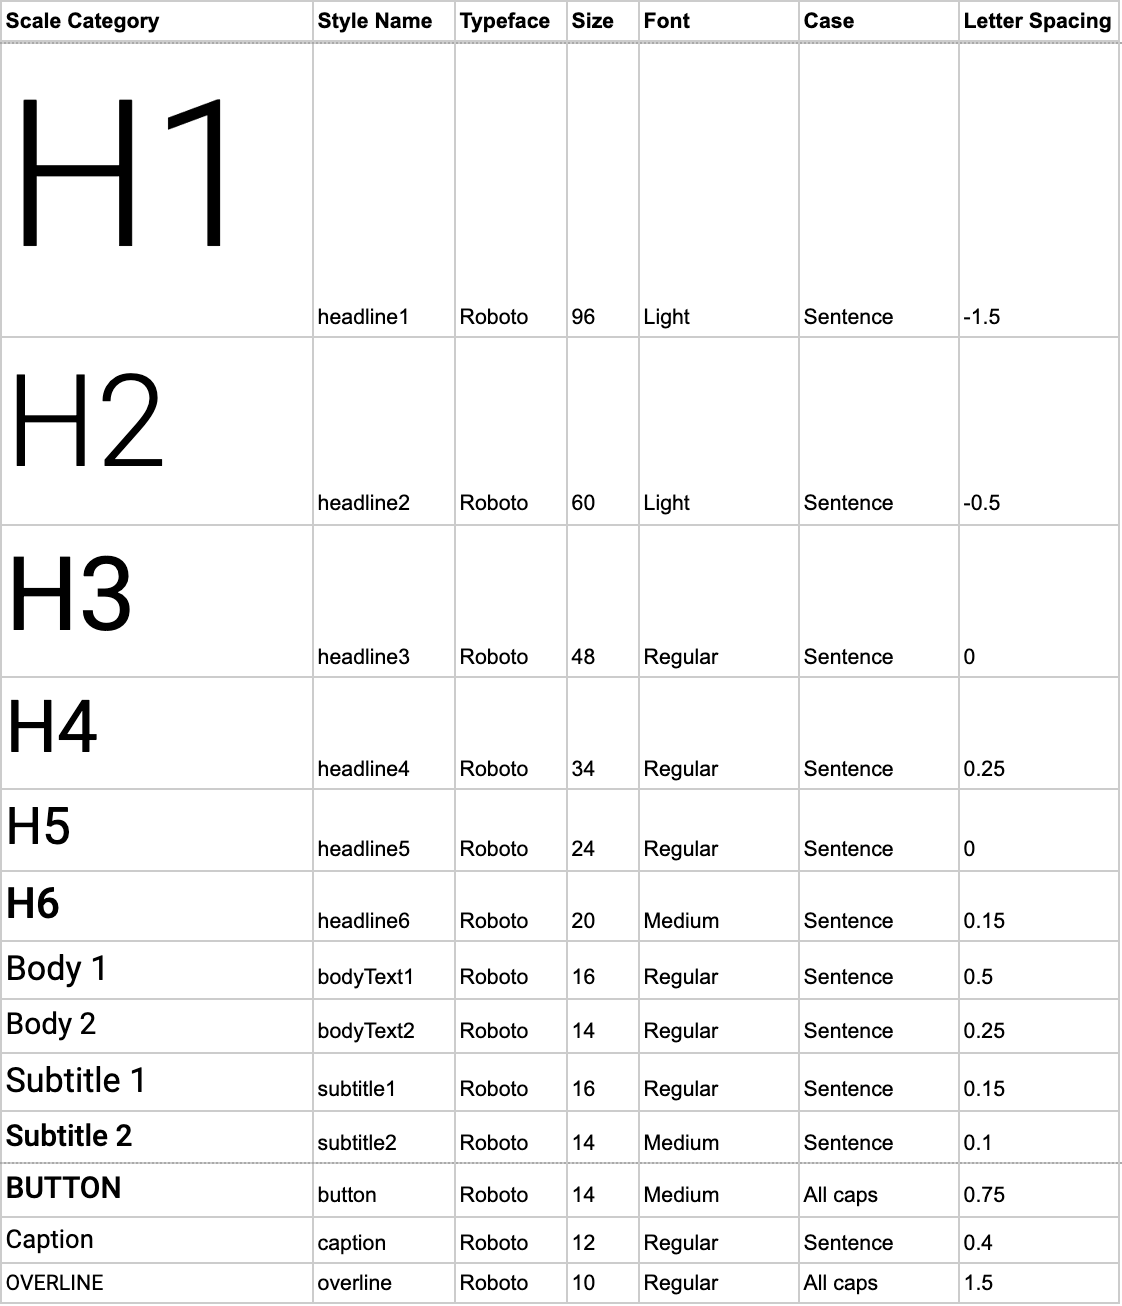 Scale Category Style Name Typeface Size Font Case Letter Spacing
H1 headline1 Roboto 96 Light Sentence -1.5
H2 headline2 Roboto 60 Light Sentence -0.5
H3 headline3 Roboto 48 Regular Sentence 0
H4 headline4 Roboto 34 Regular Sentence 0.25
H5 headline5 Roboto 24 Regular Sentence 0
H6 headline6 Roboto 20 Medium Sentence 0.15
Body 1 bodyText1 Roboto 16 Regular Sentence 0.5
Body 2 bodyText2 Roboto 14 Regular Sentence 0.25
Subtitle 1 subtitle1 Roboto 16 Regular Sentence 0.15
Subtitle 2 subtitle2 Roboto 14 Medium Sentence 0.1
BUTTON button Roboto 14 Medium All caps 0.75
Caption caption Roboto 12 Regular Sentence 0.4
OVERLINE overline Roboto 10 Regular All caps 1.5